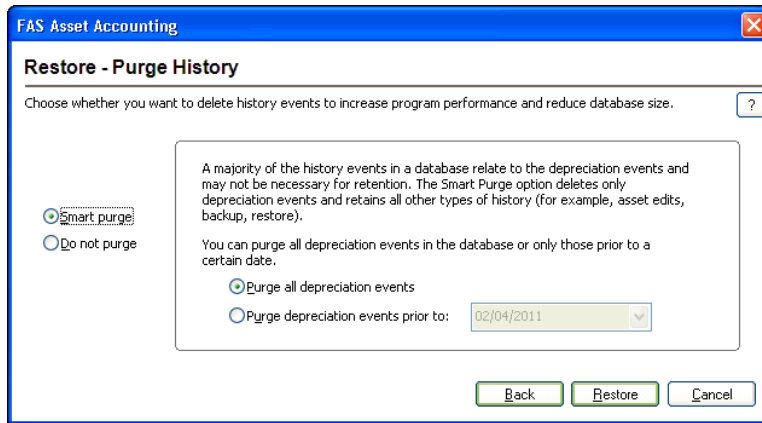 FAS Asset Accounting
Restore - Purge History
Choose whether you want to delete history events to increase program performance and reduce database size.
?
A majority of the history events in a database relate to the depreciation events and
may not be necessary for retention. The Smart Purge option deletes only
depreciation events and retains all other types of history (for example, asset edits,
backup, restore).
Smart purge
Do not purge
You can purge all depreciation events in the database or only those prior to a
certain date.
Purge all depreciation events
Purge depreciation events prior to: 02/04/2011
Back Restore Cancel